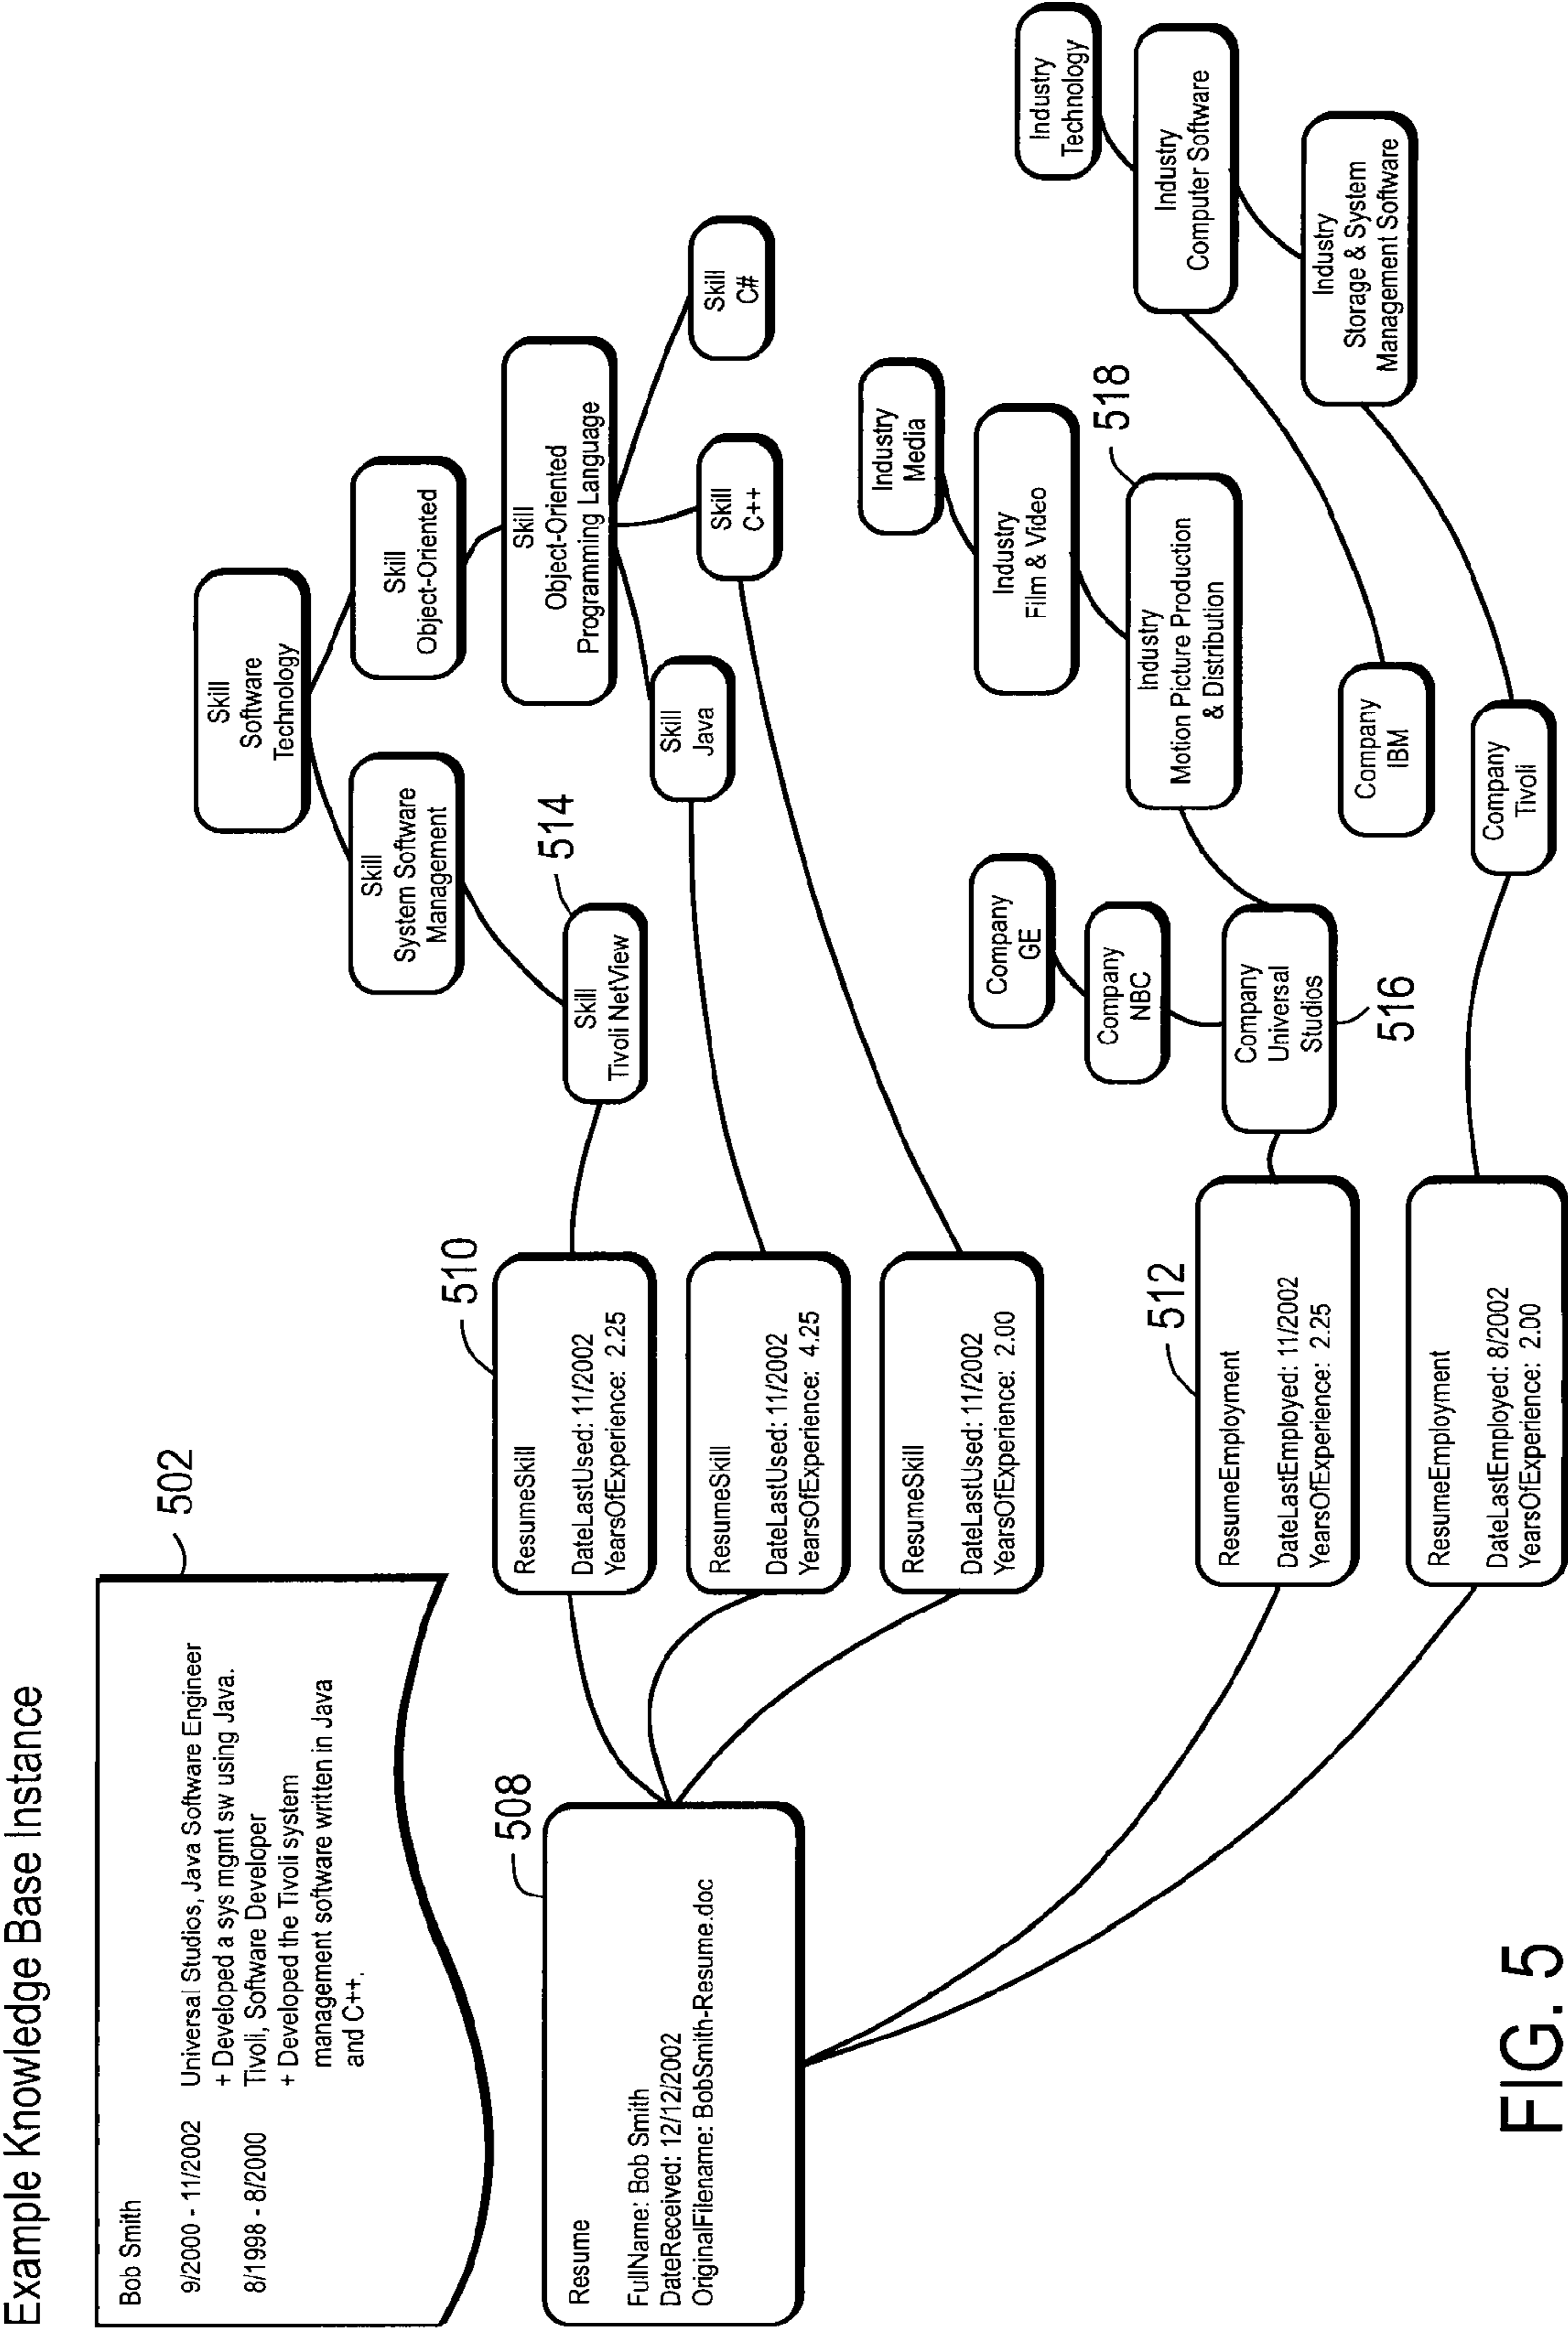 Example Knowledge Base Instance
502
Bob Smith
9/2000 - 11/2002 Universal Studios, Java Software Engineer
+ Developed a sys mgmt sw using Java.
8/1998 - 8/2000 Tivoli, Software Developer
+ Developed the Tivoli system
management software written in Java
and C++.
508
Resume
FullName: Bob Smith
DateReceived: 12/12/2002
OriginalFilename: BobSmith-Resume.doc
510
ResumeSkill
DateLastUsed: 11/2002
YearsOfExperience: 2.25
ResumeSkill
DateLastUsed: 11/2002
YearsOfExperience: 4.25
ResumeSkill
DateLastUsed: 11/2002
YearsOfExperience: 2.00
512
ResumeEmployment
DateLastEmployed: 11/2002
YearsOfExperience: 2.25
ResumeEmployment
DateLastEmployed: 8/2002
YearsOfExperience: 2.00
Skill
Software
Technology
Skill
System Software
Management
Skill
Object-Oriented
514
Skill
Tivoli NetView
Skill
Object-Oriented
Programming Language
Skill
Java
Skill
C++
Skill
C#
Company
GE
Company
NBC
Company
Universal
Studios
516
Industry
Media
Industry
Film & Video
518
Industry
Motion Picture Production
& Distribution
Company
IBM
Company
Tivoli
Industry
Technology
Industry
Computer Software
Industry
Storage & System
Management Software
FIG. 5